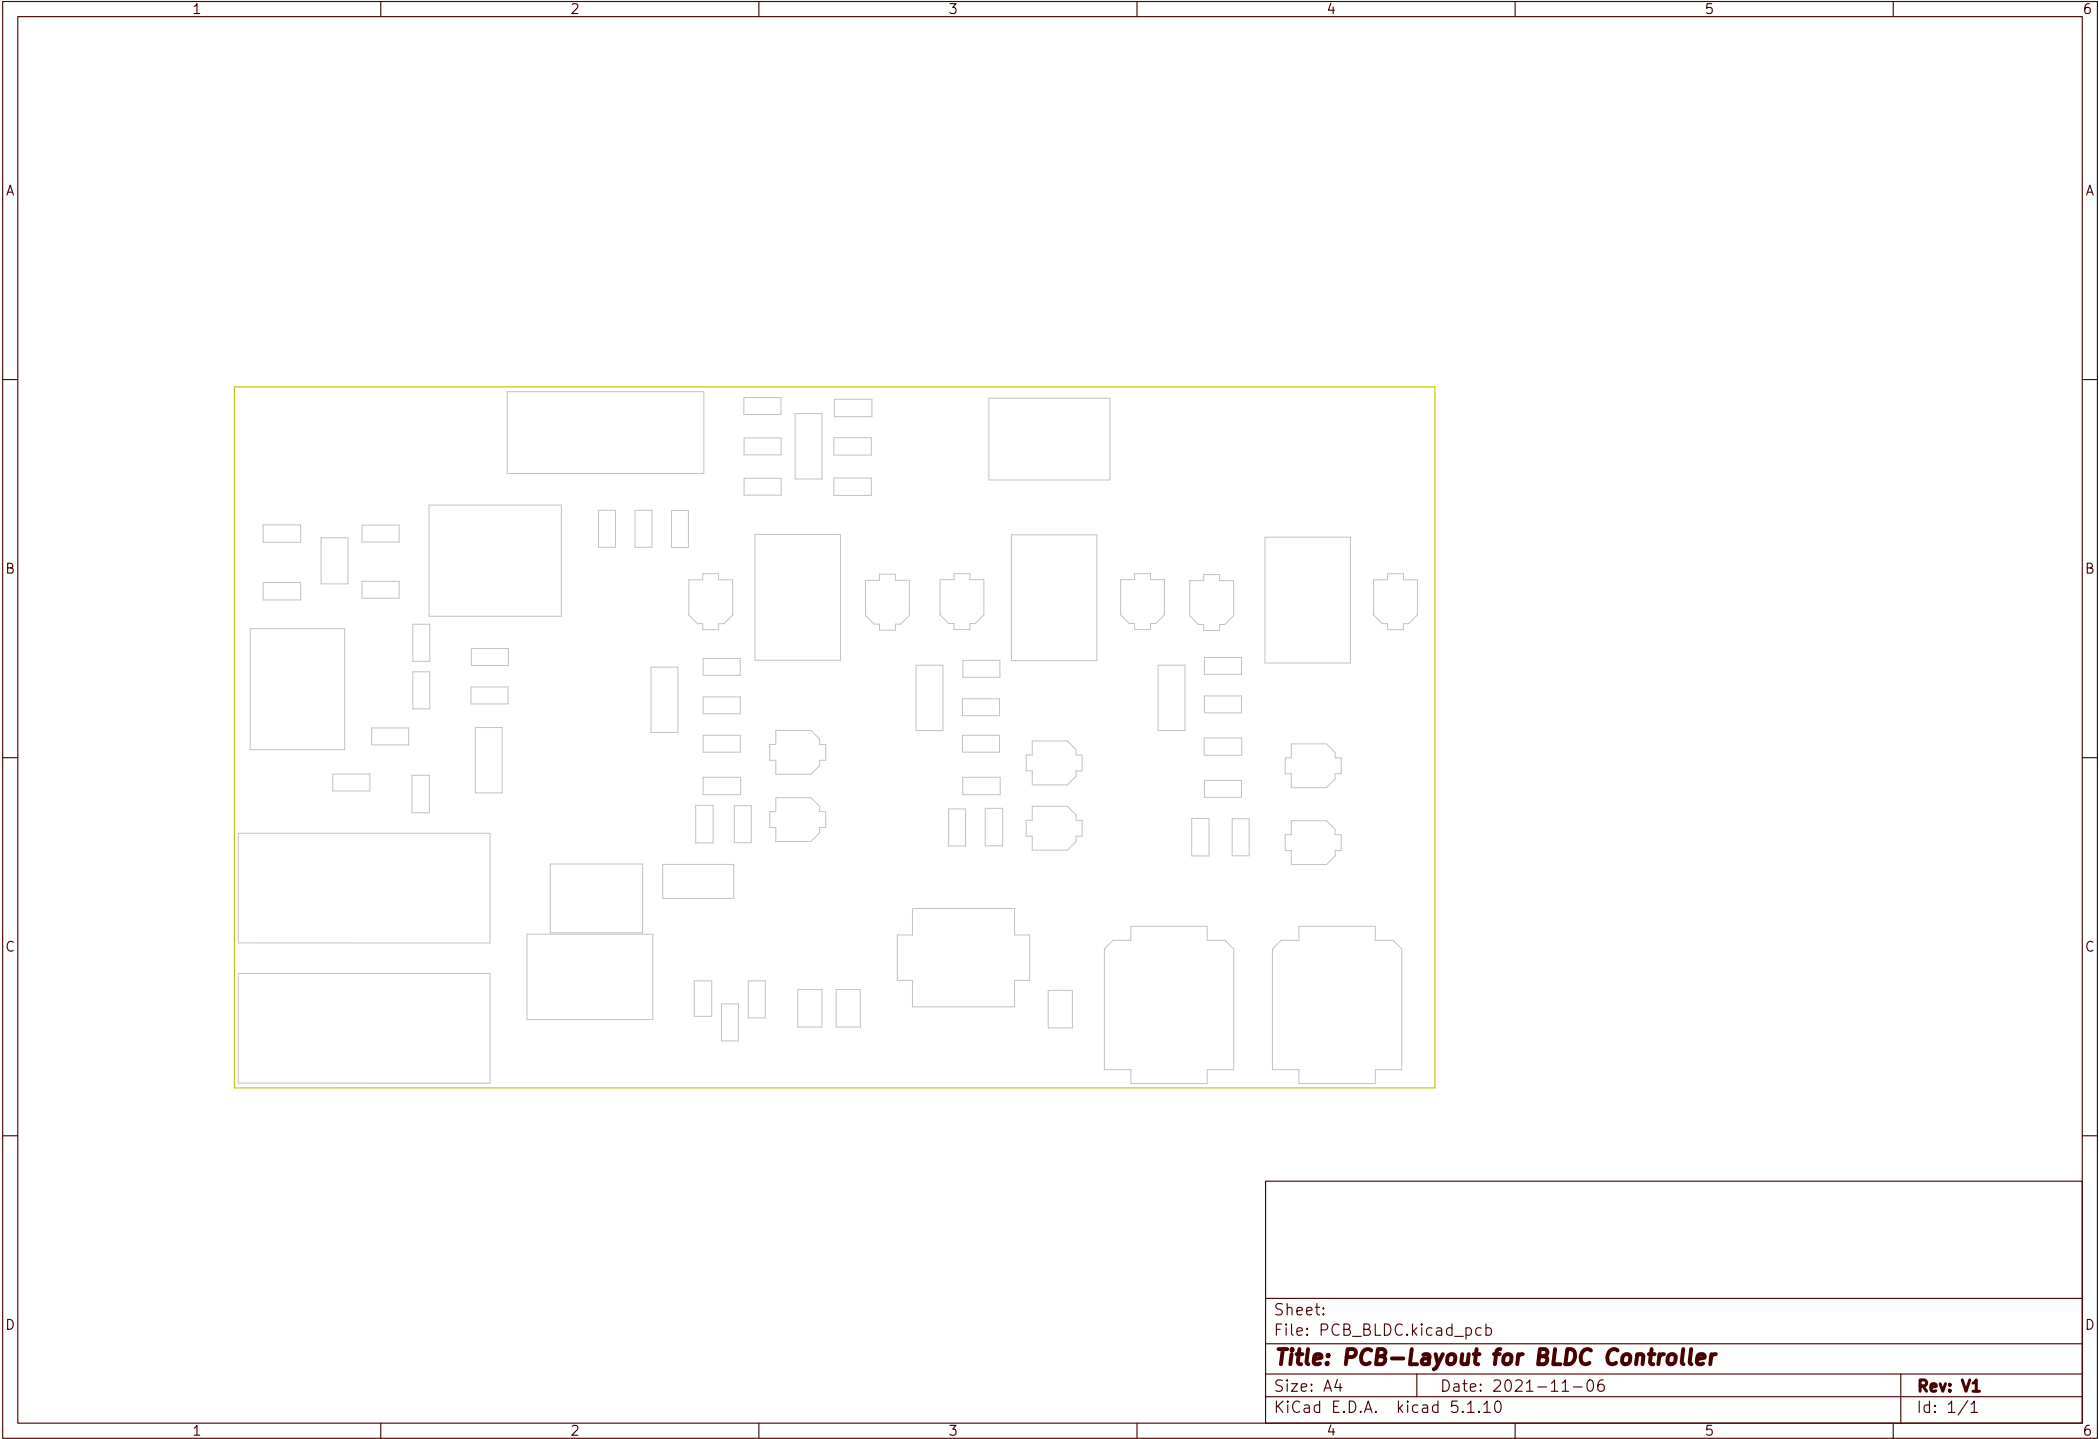 1 2 3 4 5 6
A A
B B
C C
D D
Sheet:
File: PCB_BLDC.kicad_pcb
Title: PCB-Layout for BLDC Controller
Size: A4 Date: 2021-11-06 Rev: V1
KiCad E.D.A. kicad 5.1.10 Id: 1/1
1 2 3 4 5 6